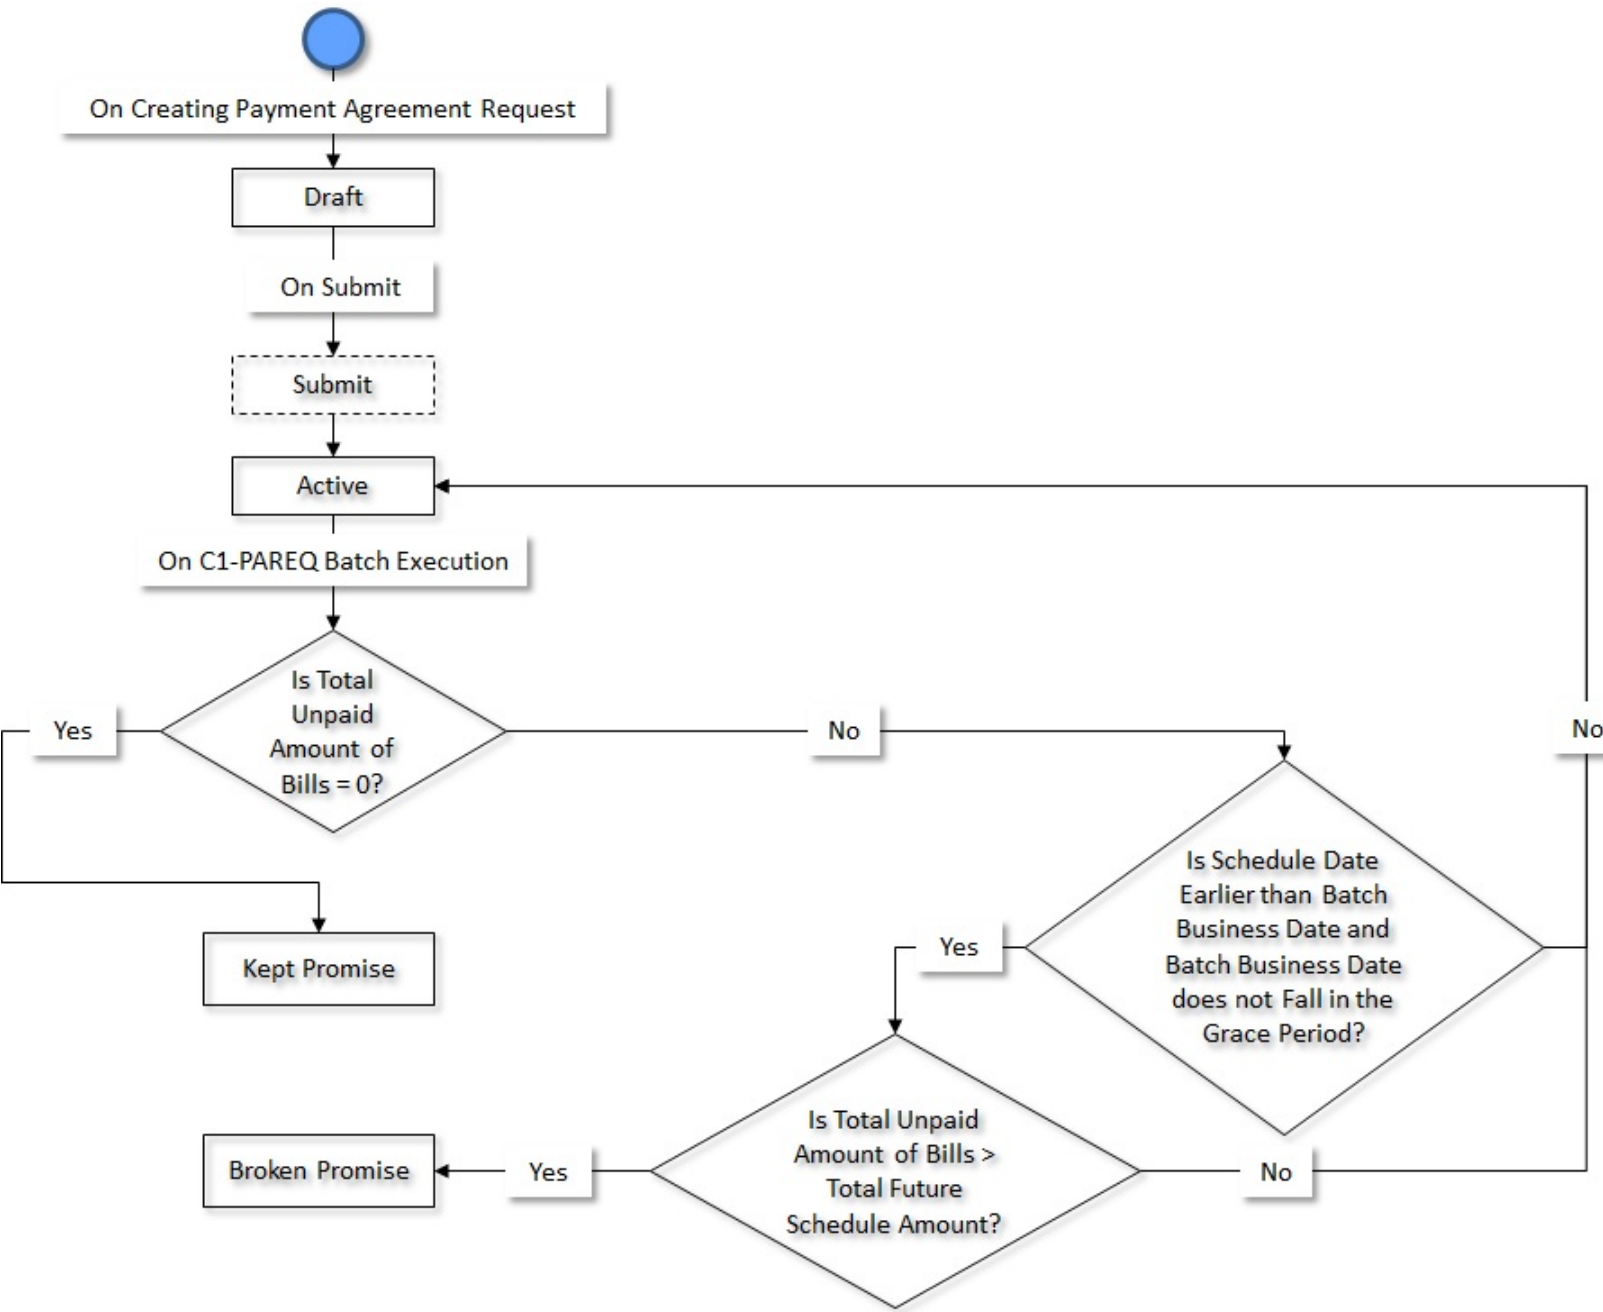 On Creating Payment Agreement Request
Draft
On Submit
Submit
Active
On C1-PAREQ Batch Execution
Is Total
Unpaid
Amount of
Bills = 0?
Yes
No
No
Is Schedule Date
Earlier than Batch
Business Date and
Batch Business Date
does not Fall in the
Grace Period?
Yes
Kept Promise
Is Total Unpaid
Amount of Bills >
Total Future
Schedule Amount?
Broken Promise
Yes
No